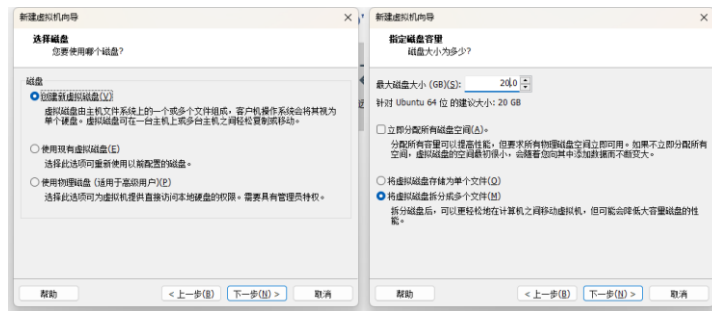 新建虚拟机向导
选择磁盘
您要使用哪个磁盘?
磁盘
创建新虚拟磁盘(V)
虚拟磁盘由主机文件系统上的一个或多个文件组成，客户机操作系统会将其视为
单个硬盘。虚拟磁盘可在一台主机上或多台主机之间轻松复制或移动。
使用现有虚拟磁盘(E)
选择此选项可重新使用以前配置的磁盘。
使用物理磁盘 (适用于高级用户)(P)
选择此选项可为虚拟机提供直接访问本地硬盘的权限。需要具有管理员特权。
帮助
< 上一步(B)
下一步(N) >
取消
新建虚拟机向导
指定磁盘容量
磁盘大小为多少?
最大磁盘大小 (GB)(S):
20.0
针对 Ubuntu 64 位 的建议大小: 20 GB
立即分配所有磁盘空间(A)。
分配所有容量可以提高性能，但要求所有物理磁盘空间立即可用。如果不立即分配所有
空间，虚拟磁盘的空间最初很小，会随着您向其中添加数据而不断变大。
将虚拟磁盘存储为单个文件(O)
将虚拟磁盘拆分成多个文件(M)
拆分磁盘后，可以更轻松地在计算机之间移动虚拟机，但可能会降低大容量磁盘的性
能。
帮助
< 上一步(B)
下一步(N) >
取消